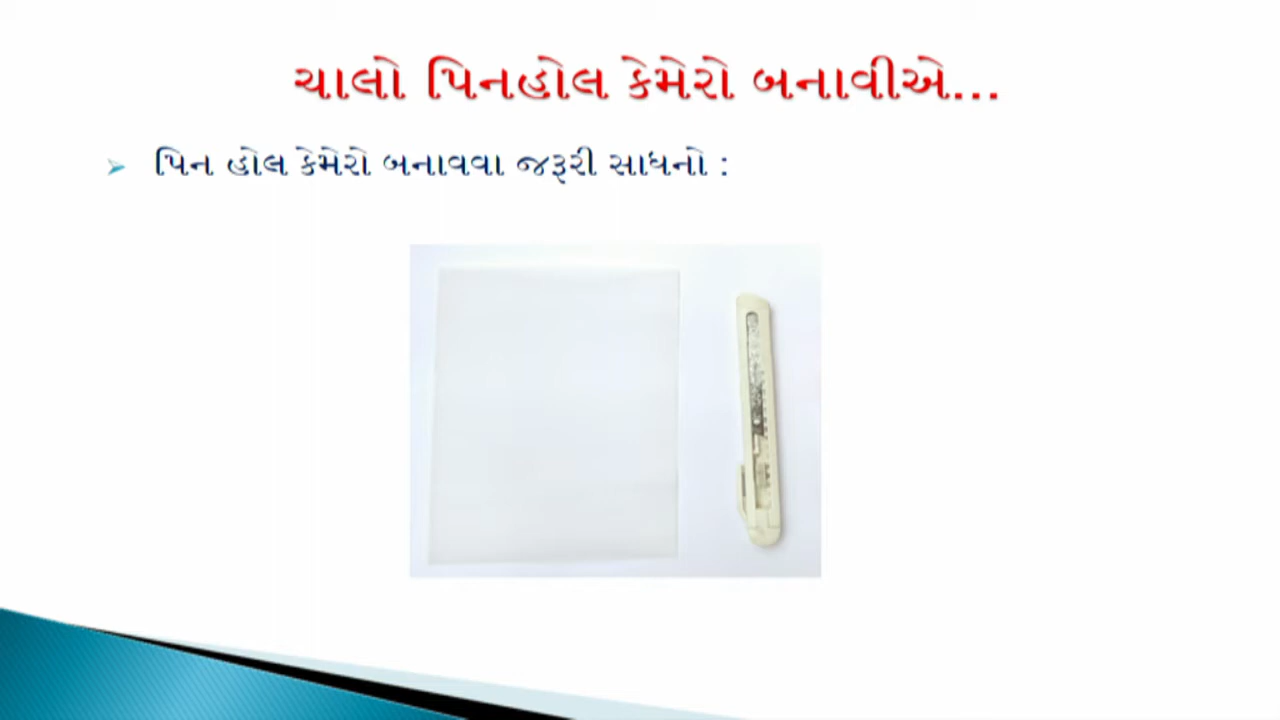 ચાલો પિનહોલ કેમેરો બનાવીએ...
પિન હોલ કેમેરો બનાવવા જરૂરી સાધનો :